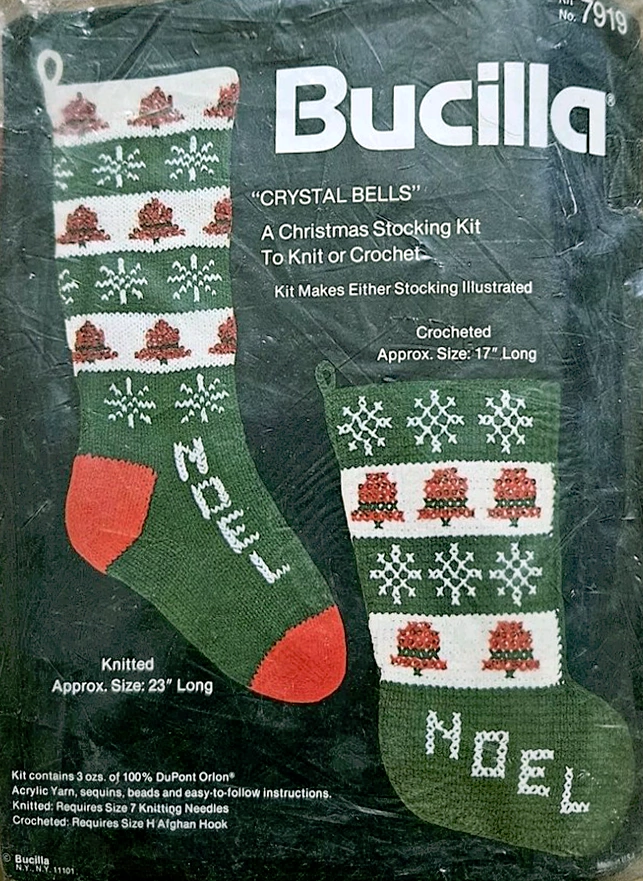 Kit
No. 7919
Bucilla®
"CRYSTAL BELLS"
A Christmas Stocking Kit
To Knit or Crochet
Kit Makes Either Stocking Illustrated
Crocheted
Approx. Size: 17" Long
NOEL
Knitted
Approx. Size: 23" Long
NOEL
Kit contains 3 ozs. of 100% DuPont Orlon®
Acrylic Yarn, sequins, beads and easy-to-follow instructions.
Knitted: Requires Size 7 Knitting Needles
Crocheted: Requires Size H Afghan Hook
© Bucilla
N.Y., N.Y. 11101